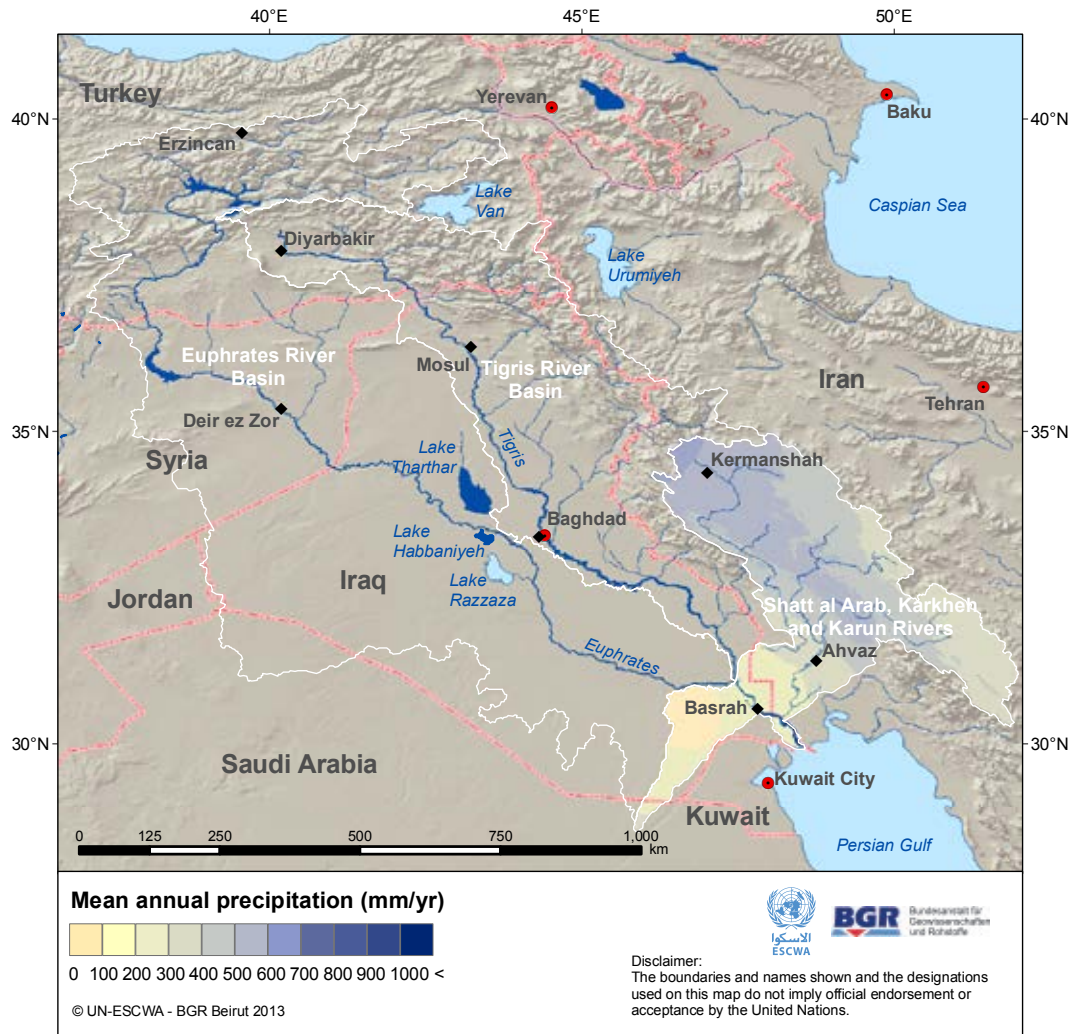 40°E
45°E
50°E
Turkey
Yerevan
Baku
40°N
40°N
Erzincan
Lake
Van
Caspian Sea
Diyarbakir
Lake
Urumiyeh
Euphrates River
Basin
Mosul
Tigris River
Basin
Iran
Tehran
Deir ez Zor
35°N
35°N
Syria
Lake
Tharthar
Tigris
Kermanshah
Baghdad
Lake
Habbaniyeh
Iraq
Lake
Razzaza
Jordan
Shatt al Arab, Karkheh
and Karun Rivers
Euphrates
Ahvaz
Basrah
30°N
30°N
Saudi Arabia
Kuwait City
Kuwait
Persian Gulf
0 125 250 500 750 1,000
km
Mean annual precipitation (mm/yr)
0 100 200 300 400 500 600 700 800 900 1000 <
© UN-ESCWA - BGR Beirut 2013
الاسكوا
ESCWA
BGR
Bundesanstalt für
Geowissenschaften
und Rohstoffe
Disclaimer:
The boundaries and names shown and the designations
used on this map do not imply official endorsement or
acceptance by the United Nations.